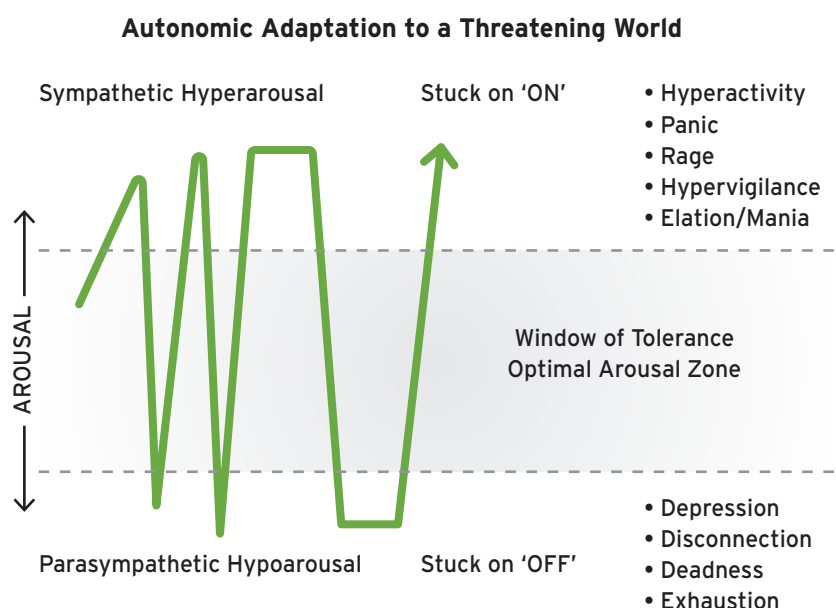 Autonomic Adaptation to a Threatening World
Sympathetic Hyperarousal
Stuck on ‘ON’
• Hyperactivity
• Panic
• Rage
• Hypervigilance
• Elation/Mania
AROUSAL
Window of Tolerance
Optimal Arousal Zone
Parasympathetic Hypoarousal
Stuck on ‘OFF’
• Depression
• Disconnection
• Deadness
• Exhaustion